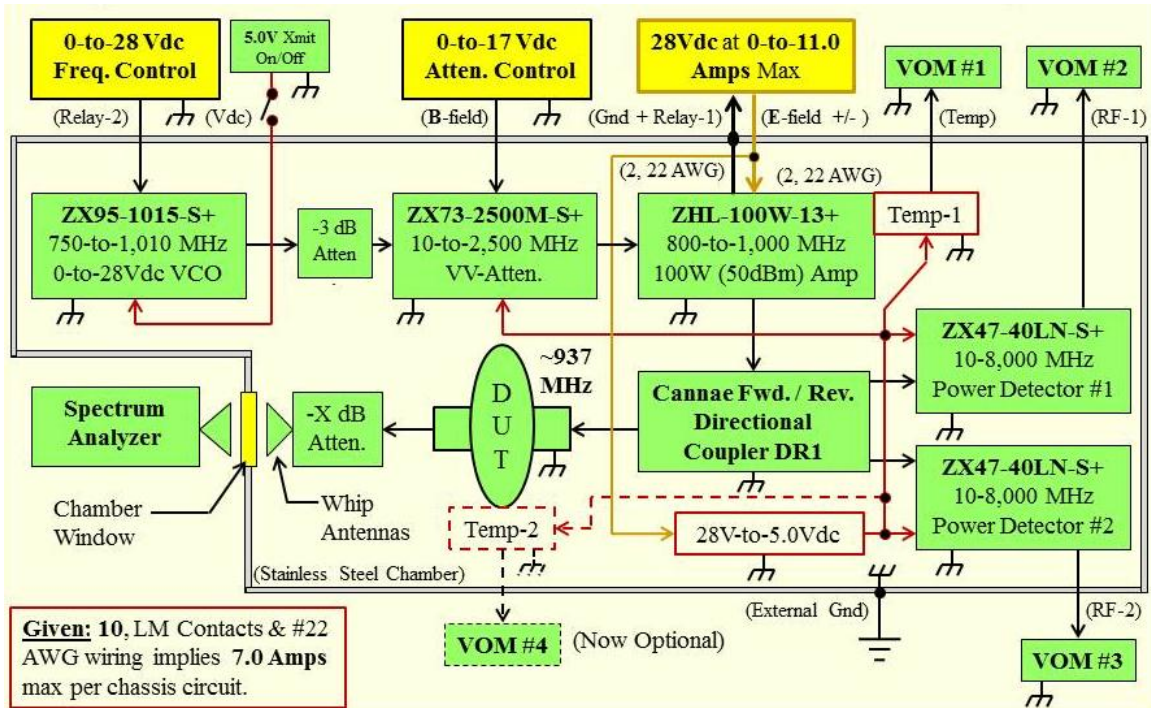 0-to-28 Vdc
Freq. Control
5.0V Xmit
On/Off
0-to-17 Vdc
Atten. Control
28Vdc at 0-to-11.0
Amps Max
VOM #1
VOM #2
(Relay-2)
(Vdc)
(B-field)
(Gnd + Relay-1)
(E-field +/- )
(Temp)
(RF-1)
(2, 22 AWG)
(2, 22 AWG)
ZX95-1015-S+
750-to-1,010 MHz
0-to-28Vdc VCO
-3 dB
Atten
ZX73-2500M-S+
10-to-2,500 MHz
VV-Atten.
ZHL-100W-13+
800-to-1,000 MHz
100W (50dBm) Amp
Temp-1
ZX47-40LN-S+
10-8,000 MHz
Power Detector #1
Spectrum
Analyzer
-X dB
Atten.
D
U
T
~937
MHz
Cannae Fwd. / Rev.
Directional
Coupler DR1
ZX47-40LN-S+
10-8,000 MHz
Power Detector #2
Chamber
Window
Whip
Antennas
Temp-2
28V-to-5.0Vdc
(Stainless Steel Chamber)
(External Gnd)
(RF-2)
Given: 10, LM Contacts & #22
AWG wiring implies 7.0 Amps
max per chassis circuit.
VOM #4
(Now Optional)
VOM #3